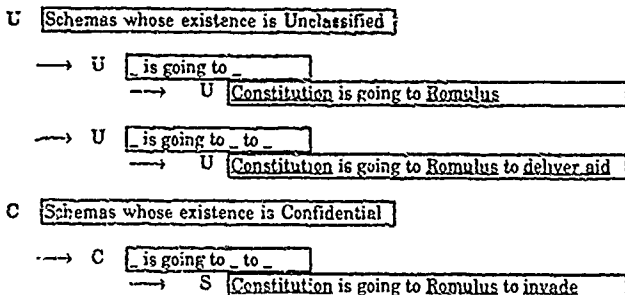 U Schemas whose existence is Unclassified
→ U _ is going to _
→ U Constitution is going to Romulus
→ U _ is going to _ to _
→ U Constitution is going to Romulus to deliver aid
C Schemas whose existence is Confidential
→ C _ is going to _ to _
→ S Constitution is going to Romulus to invade